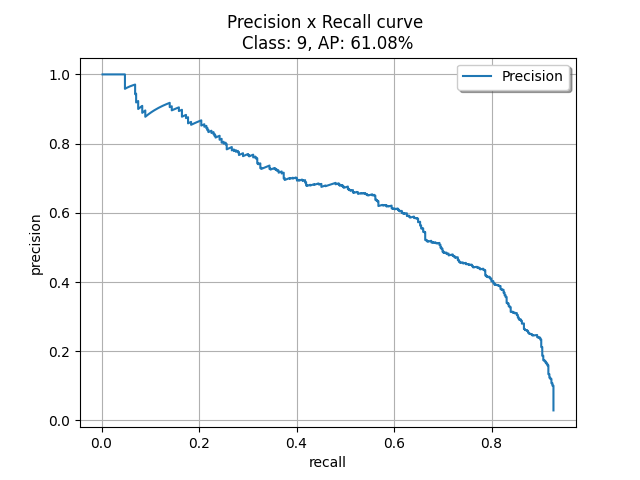 Precision x Recall curve
Class: 9, AP: 61.08%
Precision
1.0
0.8
0.6
0.4
0.2
0.0
precision
0.0 0.2 0.4 0.6 0.8
recall